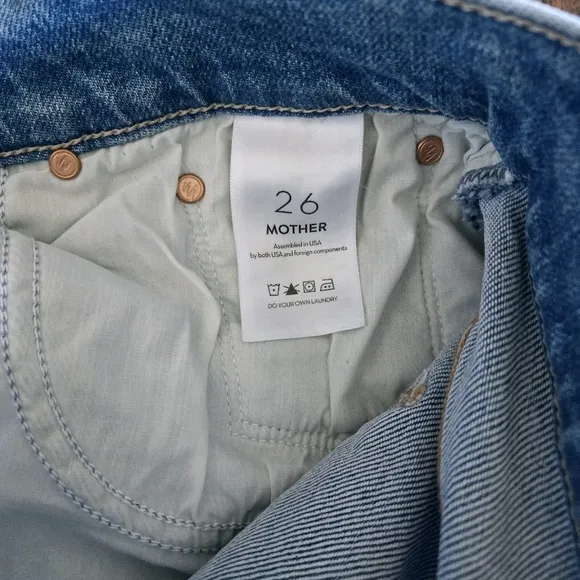 26
MOTHER
Assembled in USA
by both USA and foreign components
DO YOUR OWN LAUNDRY